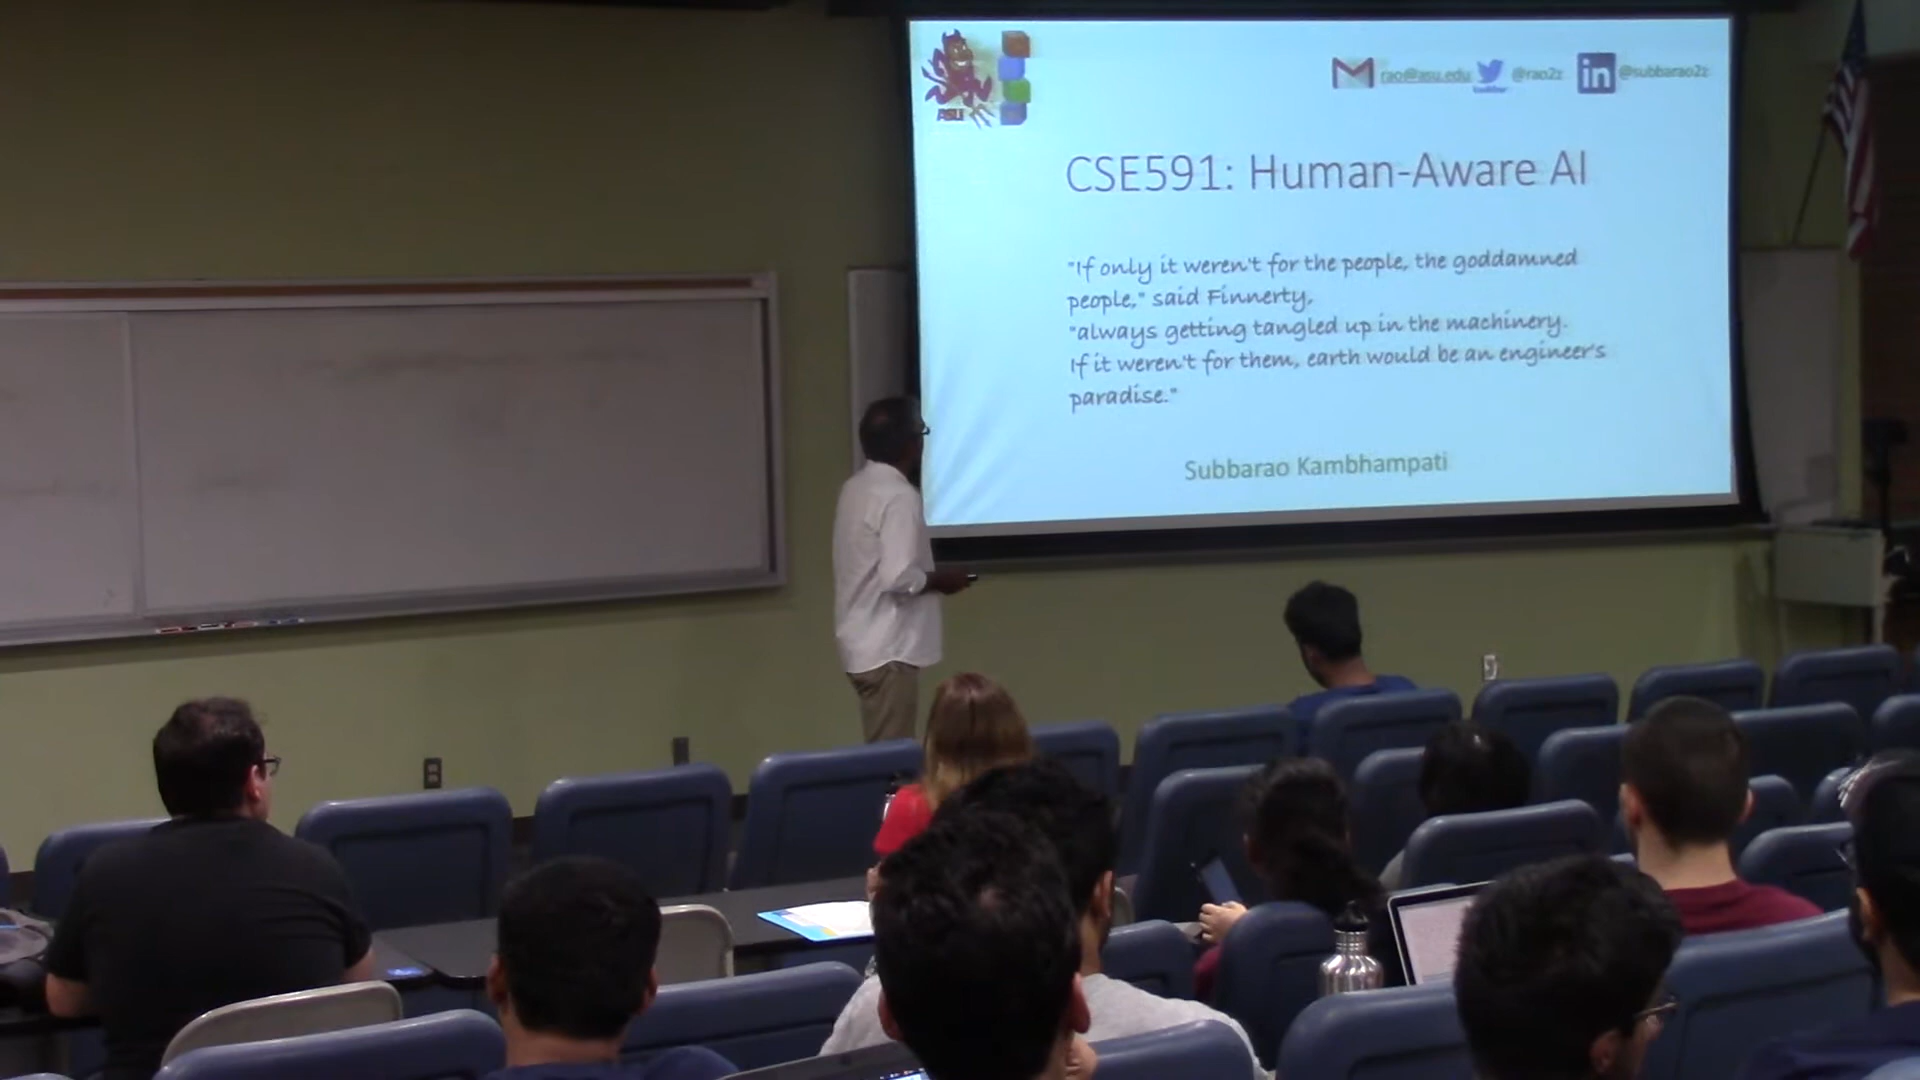 ASU
rao@asu.edu twitter @rao2z in @subbarao2z
CSE591: Human-Aware AI
"If only it weren't for the people, the goddamned
people," said Finnerty,
"always getting tangled up in the machinery.
If it weren't for them, earth would be an engineer's
paradise."
Subbarao Kambhampati